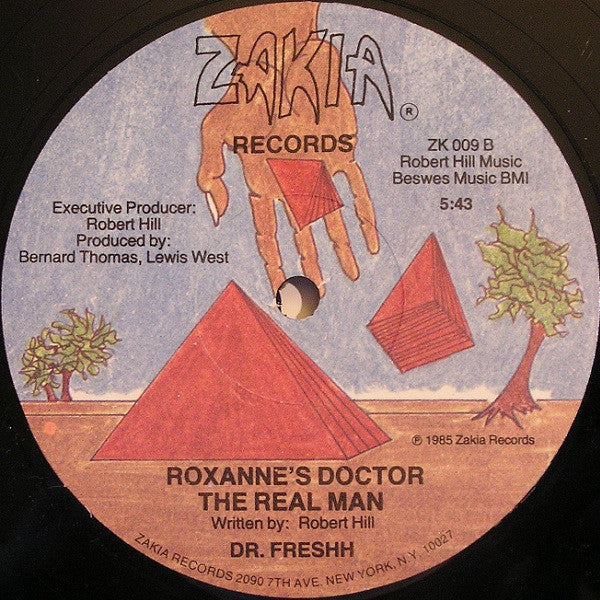 ZAKIA ®
RECORDS
ZK 009 B
Robert Hill Music
Beswes Music BMI
5:43
Executive Producer:
Robert Hill
Produced by:
Bernard Thomas, Lewis West
℗ 1985 Zakia Records
ROXANNE'S DOCTOR
THE REAL MAN
Written by: Robert Hill
DR. FRESHH
ZAKIA RECORDS 2090 7TH AVE. NEW YORK, N.Y. 10027